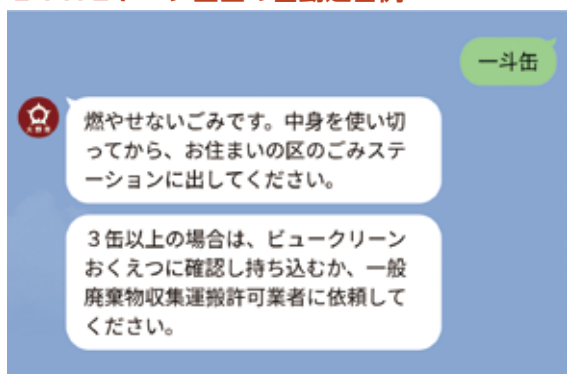 一斗缶
燃やせないごみです。中身を使い切
ってから、お住まいの区のごみステ
ーションに出してください。
３缶以上の場合は、ビュークリーン
おくえつに確認し持ち込むか、一般
廃棄物収集運搬許可業者に依頼して
ください。